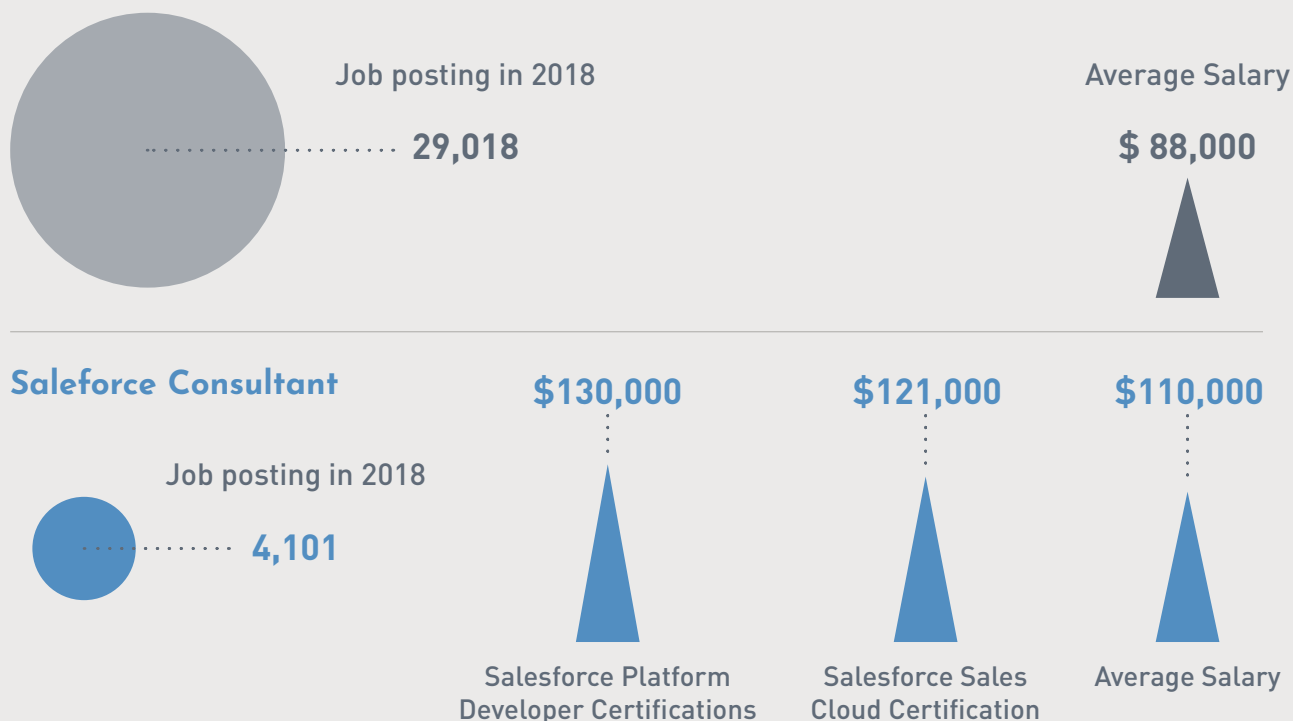 Job posting in 2018
Average Salary
29,018
$ 88,000
Saleforce Consultant
$130,000
$121,000
$110,000
Job posting in 2018
4,101
Salesforce Platform
Developer Certifications
Salesforce Sales
Cloud Certification
Average Salary